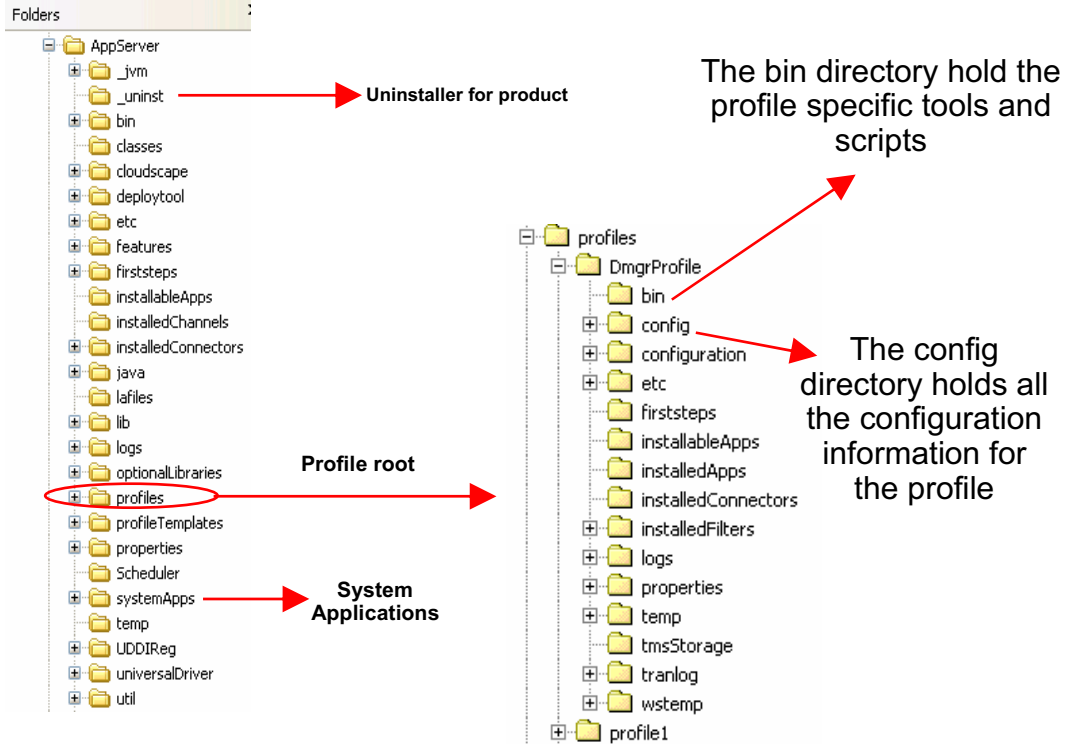 Folders
AppServer
_jvm
_uninst
bin
classes
cloudscape
deploytool
etc
features
firststeps
installableApps
installedChannels
installedConnectors
java
lafiles
lib
logs
optionalLibraries
profiles
profileTemplates
properties
Scheduler
systemApps
temp
UDDIReg
universalDriver
util
Uninstaller for product
Profile root
System
Applications
The bin directory hold the
profile specific tools and
scripts
profiles
DmgrProfile
bin
config
configuration
etc
firststeps
installableApps
installedApps
installedConnectors
installedFilters
logs
properties
temp
tmsStorage
tranlog
wstemp
profile1
The config
directory holds all
the configuration
information for
the profile